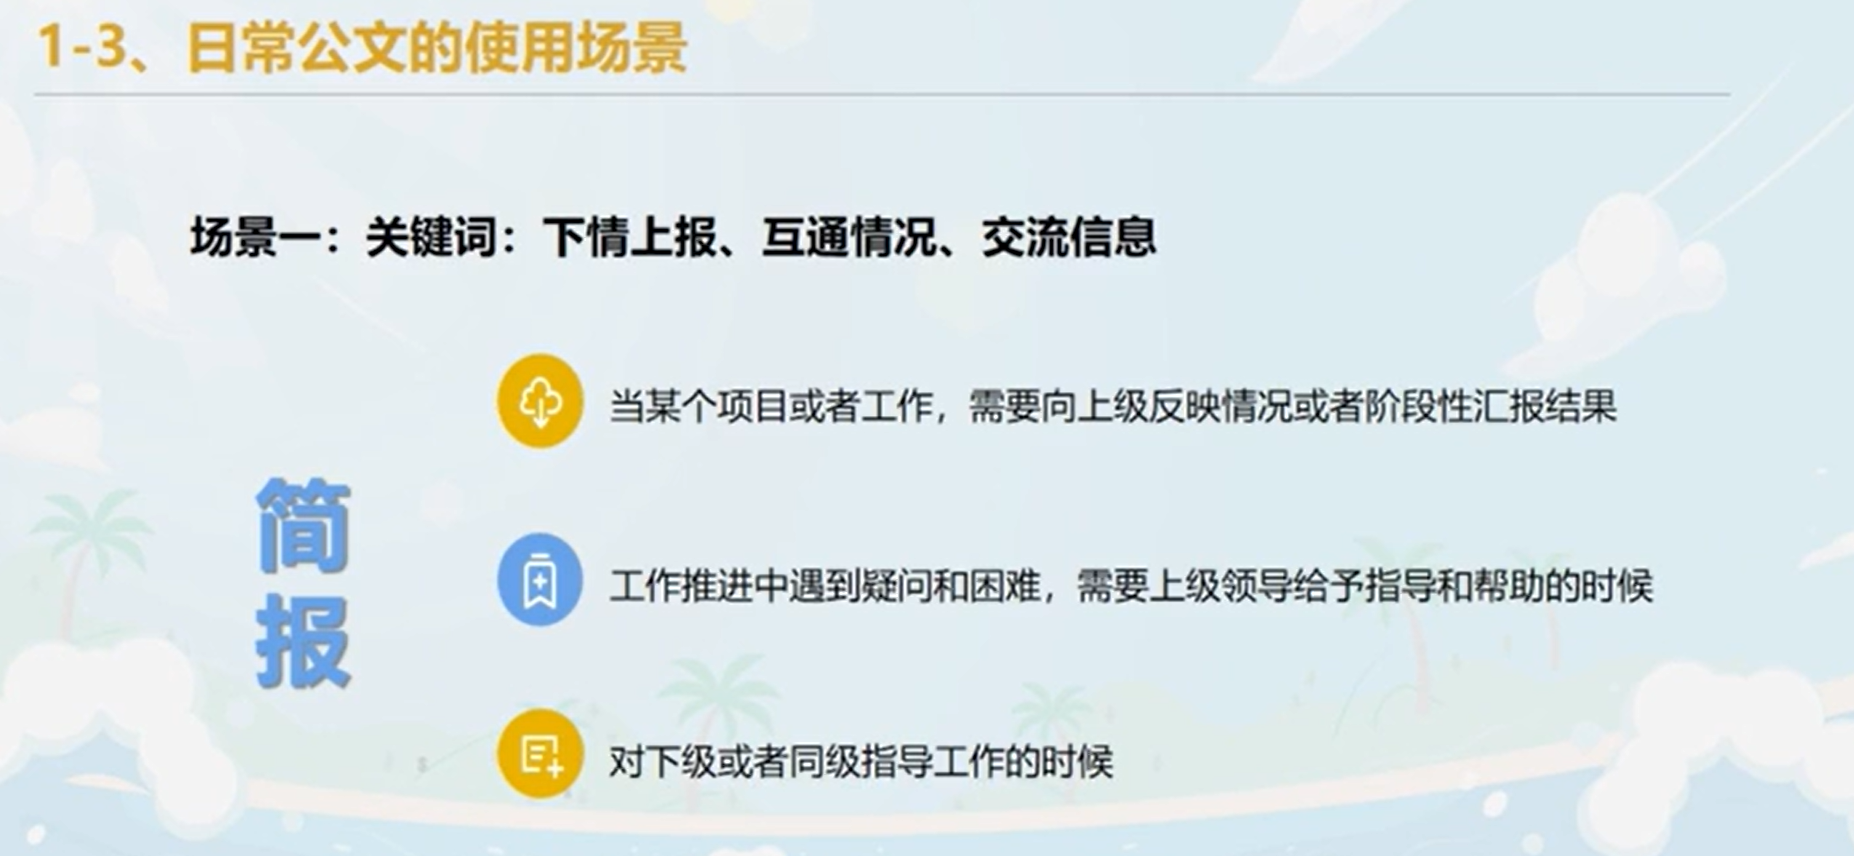 1-3、日常公文的使用场景
场景一：关键词：下情上报、互通情况、交流信息
当某个项目或者工作，需要向上级反映情况或者阶段性汇报结果
简
报
工作推进中遇到疑问和困难，需要上级领导给予指导和帮助的时候
对下级或者同级指导工作的时候